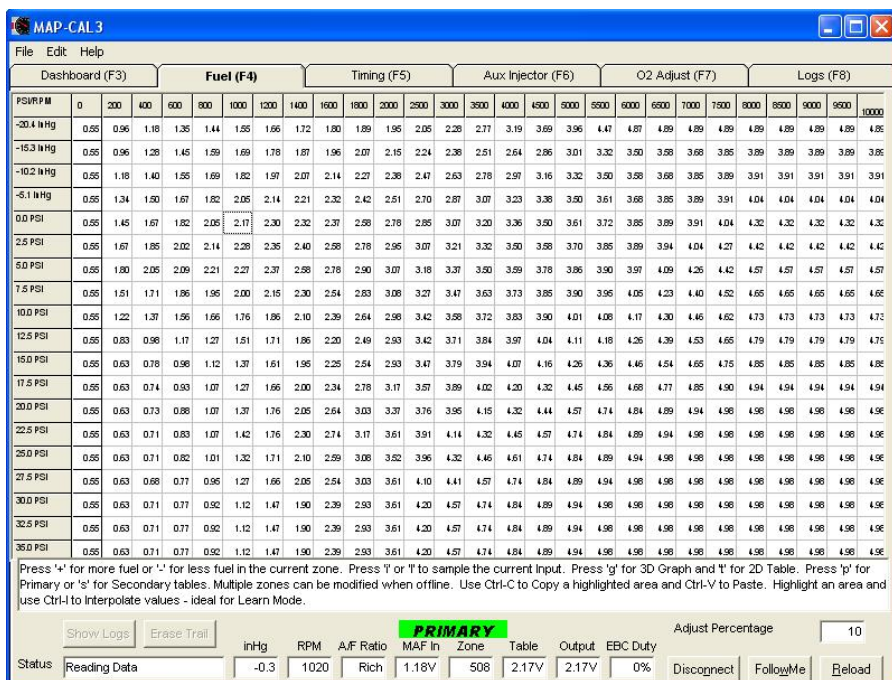 MAP-CAL3
File Edit Help
Dashboard (F3) Fuel (F4) Timing (F5) Aux Injector (F6) O2 Adjust (F7) Logs (F8)
PSI/RPM 0 200 400 600 800 1000 1200 1400 1600 1800 2000 2500 3000 3500 4000 4500 5000 5500 6000 6500 7000 7500 8000 8500 9000 9500 10000
-20.4 InHg 0.55 0.96 1.18 1.35 1.44 1.55 1.66 1.72 1.80 1.89 1.95 2.05 2.28 2.77 3.19 3.69 3.96 4.47 4.87 4.89 4.89 4.89 4.89 4.89 4.89 4.89 4.89
-15.3 InHg 0.55 0.96 1.28 1.45 1.59 1.69 1.78 1.87 1.96 2.07 2.15 2.24 2.38 2.51 2.64 2.86 3.01 3.32 3.50 3.58 3.68 3.85 3.89 3.89 3.89 3.89 3.89
-10.2 InHg 0.55 1.18 1.40 1.55 1.69 1.82 1.97 2.07 2.14 2.27 2.38 2.47 2.63 2.78 2.97 3.16 3.32 3.50 3.58 3.68 3.85 3.89 3.91 3.91 3.91 3.91 3.91
-5.1 InHg 0.55 1.34 1.50 1.67 1.82 2.05 2.14 2.21 2.32 2.42 2.51 2.70 2.87 3.07 3.23 3.38 3.50 3.61 3.68 3.85 3.89 3.91 4.04 4.04 4.04 4.04 4.04
0.0 PSI 0.55 1.45 1.67 1.82 2.05 2.17 2.30 2.32 2.37 2.58 2.78 2.85 3.07 3.20 3.36 3.50 3.61 3.72 3.85 3.89 3.91 4.04 4.32 4.32 4.32 4.32 4.32
2.5 PSI 0.55 1.67 1.85 2.02 2.14 2.28 2.35 2.40 2.58 2.78 2.95 3.07 3.21 3.32 3.50 3.58 3.70 3.85 3.89 3.94 4.04 4.27 4.42 4.42 4.42 4.42 4.42
5.0 PSI 0.55 1.80 2.05 2.09 2.21 2.27 2.37 2.58 2.78 2.90 3.07 3.18 3.37 3.50 3.59 3.78 3.86 3.90 3.97 4.09 4.26 4.42 4.57 4.57 4.57 4.57 4.57
7.5 PSI 0.55 1.51 1.71 1.86 1.95 2.00 2.15 2.30 2.54 2.83 3.08 3.27 3.47 3.63 3.73 3.85 3.90 3.95 4.05 4.23 4.40 4.52 4.65 4.65 4.65 4.65 4.65
10.0 PSI 0.55 1.22 1.37 1.56 1.66 1.76 1.86 2.10 2.39 2.64 2.98 3.42 3.58 3.72 3.83 3.90 4.01 4.08 4.17 4.30 4.46 4.62 4.73 4.73 4.73 4.73 4.73
12.5 PSI 0.55 0.83 0.98 1.17 1.27 1.51 1.71 1.86 2.20 2.49 2.93 3.42 3.71 3.84 3.97 4.04 4.11 4.18 4.26 4.39 4.53 4.65 4.79 4.79 4.79 4.79 4.79
15.0 PSI 0.55 0.63 0.78 0.98 1.12 1.37 1.61 1.95 2.25 2.54 2.93 3.47 3.79 3.94 4.07 4.16 4.26 4.36 4.46 4.54 4.65 4.75 4.85 4.85 4.85 4.85 4.85
17.5 PSI 0.55 0.63 0.74 0.93 1.07 1.27 1.66 2.00 2.34 2.78 3.17 3.57 3.89 4.02 4.20 4.32 4.45 4.56 4.68 4.77 4.85 4.90 4.94 4.94 4.94 4.94 4.94
20.0 PSI 0.55 0.63 0.73 0.88 1.07 1.37 1.76 2.05 2.64 3.03 3.37 3.76 3.95 4.15 4.32 4.44 4.57 4.74 4.84 4.89 4.94 4.98 4.98 4.98 4.98 4.98 4.98
22.5 PSI 0.55 0.63 0.71 0.83 1.07 1.42 1.76 2.30 2.74 3.17 3.61 3.91 4.14 4.32 4.45 4.57 4.74 4.84 4.89 4.94 4.98 4.98 4.98 4.98 4.98 4.98 4.98
25.0 PSI 0.55 0.63 0.71 0.82 1.01 1.32 1.71 2.10 2.59 3.08 3.52 3.96 4.32 4.46 4.61 4.74 4.84 4.89 4.94 4.98 4.98 4.98 4.98 4.98 4.98 4.98 4.98
27.5 PSI 0.55 0.63 0.68 0.77 0.95 1.27 1.66 2.05 2.54 3.03 3.61 4.10 4.41 4.57 4.74 4.84 4.89 4.94 4.98 4.98 4.98 4.98 4.98 4.98 4.98 4.98 4.98
30.0 PSI 0.55 0.63 0.71 0.77 0.92 1.12 1.47 1.90 2.39 2.93 3.61 4.20 4.57 4.74 4.84 4.89 4.94 4.98 4.98 4.98 4.98 4.98 4.98 4.98 4.98 4.98 4.98
32.5 PSI 0.55 0.63 0.71 0.77 0.92 1.12 1.47 1.90 2.39 2.93 3.61 4.20 4.57 4.74 4.84 4.89 4.94 4.98 4.98 4.98 4.98 4.98 4.98 4.98 4.98 4.98 4.98
35.0 PSI 0.55 0.63 0.71 0.77 0.92 1.12 1.47 1.90 2.39 2.93 3.61 4.20 4.57 4.74 4.84 4.89 4.94 4.98 4.98 4.98 4.98 4.98 4.98 4.98 4.98 4.98 4.98
Press '+' for more fuel or '-' for less fuel in the current zone. Press 'i' or 'I' to sample the current Input. Press 'g' for 3D Graph and 't' for 2D Table. Press 'p' for
Primary or 's' for Secondary tables. Multiple zones can be modified when offline. Use Ctrl-C to Copy a highlighted area and Ctrl-V to Paste. Highlight an area and
use Ctrl-I to Interpolate values - ideal for Learn Mode.
Show Logs Erase Trail PRIMARY Adjust Percentage 10
inHg RPM A/F Ratio MAF In Zone Table Output EBC Duty
Status Reading Data -0.3 1020 Rich 1.18V 508 2.17V 2.17V 0% Disconnect FollowMe Reload